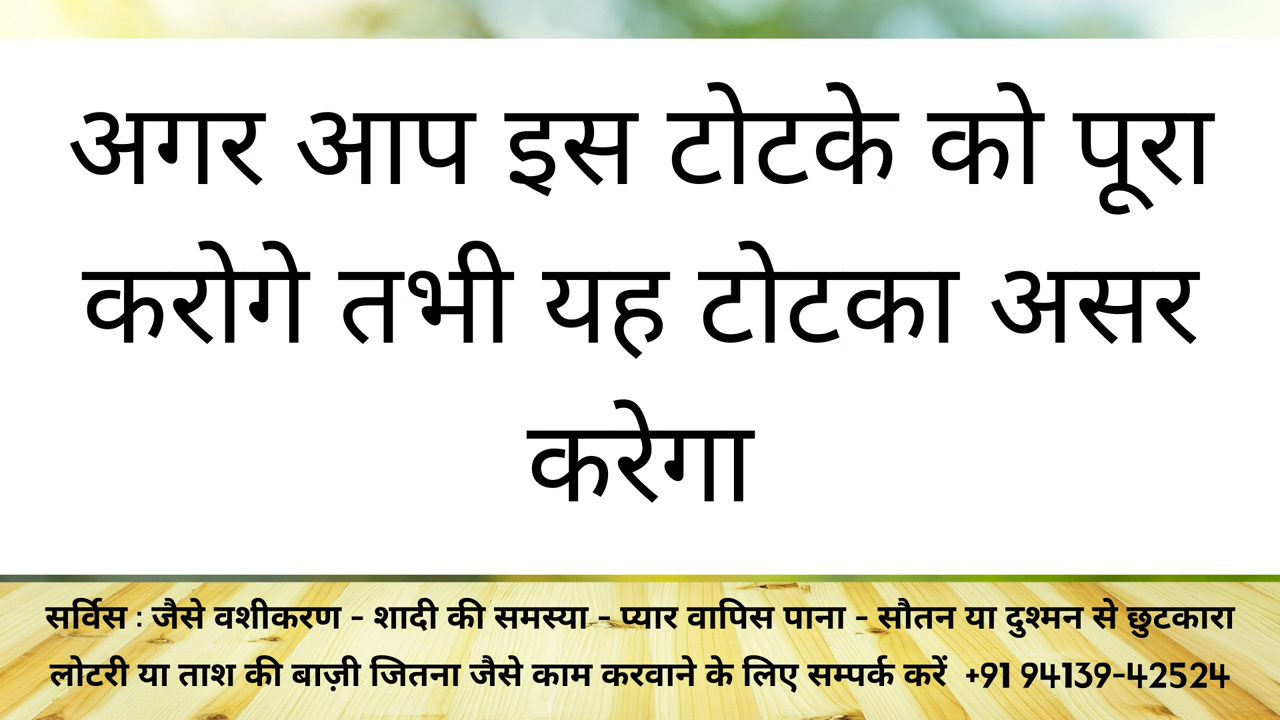 अगर आप इस टोटके को पूरा
करोगे तभी यह टोटका असर
करेगा
सर्विस : जैसे वशीकरण - शादी की समस्या - प्यार वापिस पाना - सौतन या दुश्मन से छुटकारा
लोटरी या ताश की बाज़ी जितना जैसे काम करवाने के लिए सम्पर्क करें +91 94139-42524